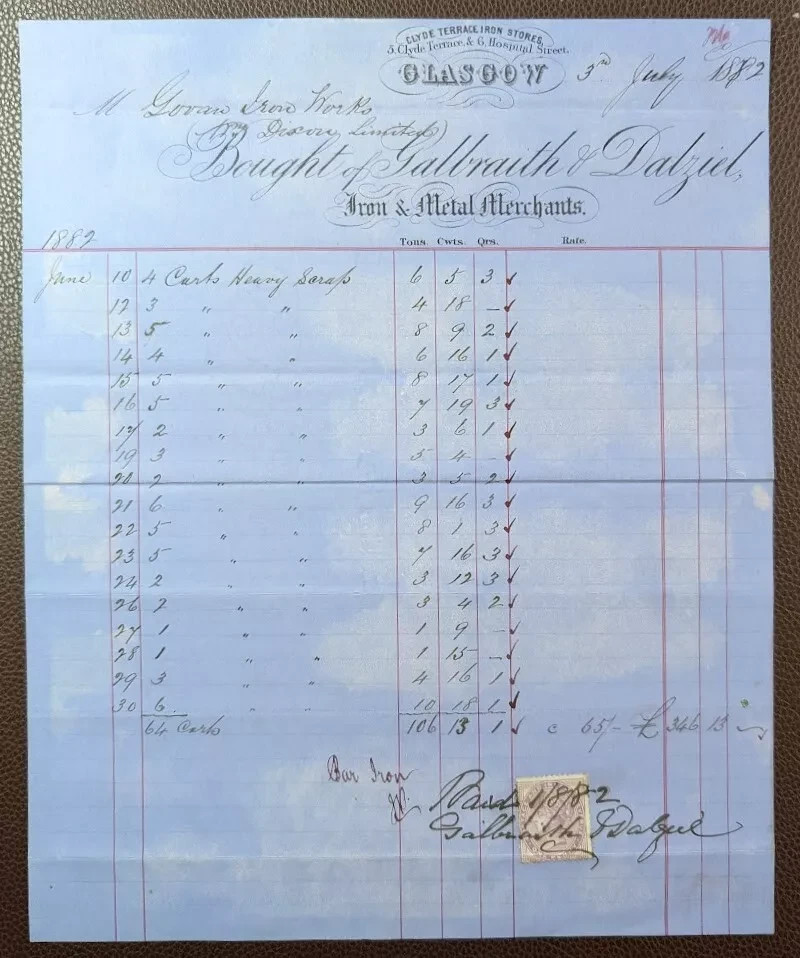 CLYDE TERRACE IRON STORES,
5, Clyde Terrace, & 6, Hospital Street,
GLASGOW 3rd July 1882
M Govan Iron Works
(Wm Dixon Limited)
Bought of Galbraith & Dalziel,
Iron & Metal Merchants.
1882 Tons. Cwts. Qrs. Rate.
June 10 4 Carts Heavy Scrap 6 5 3
12 3 " " 4 18 -
13 5 " " 8 9 2
14 4 " " 6 16 1
15 5 " " 8 17 1
16 5 " " 7 19 3
17 2 " " 3 6 1
19 3 " " 5 4 -
20 2 " " 3 5 2
21 6 " " 9 16 3
22 5 " " 8 1 3
23 5 " " 7 16 3
24 2 " " 3 12 3
26 2 " " 3 4 2
27 1 " " 1 9 -
28 1 " " 1 15 -
29 3 " " 4 16 1
30 6 " " 10 18 1
64 Carts 106 13 1 c 65/- £ 346 13 -
Bar Iron
Paid 1/8/82
Galbraith & Dalziel